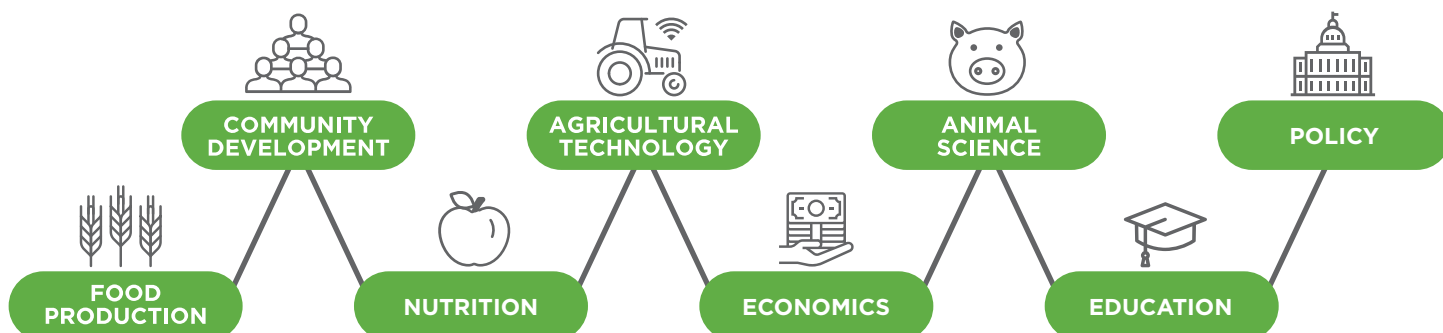 COMMUNITY
DEVELOPMENT
AGRICULTURAL
TECHNOLOGY
ANIMAL
SCIENCE
POLICY
FOOD
PRODUCTION
NUTRITION
ECONOMICS
EDUCATION